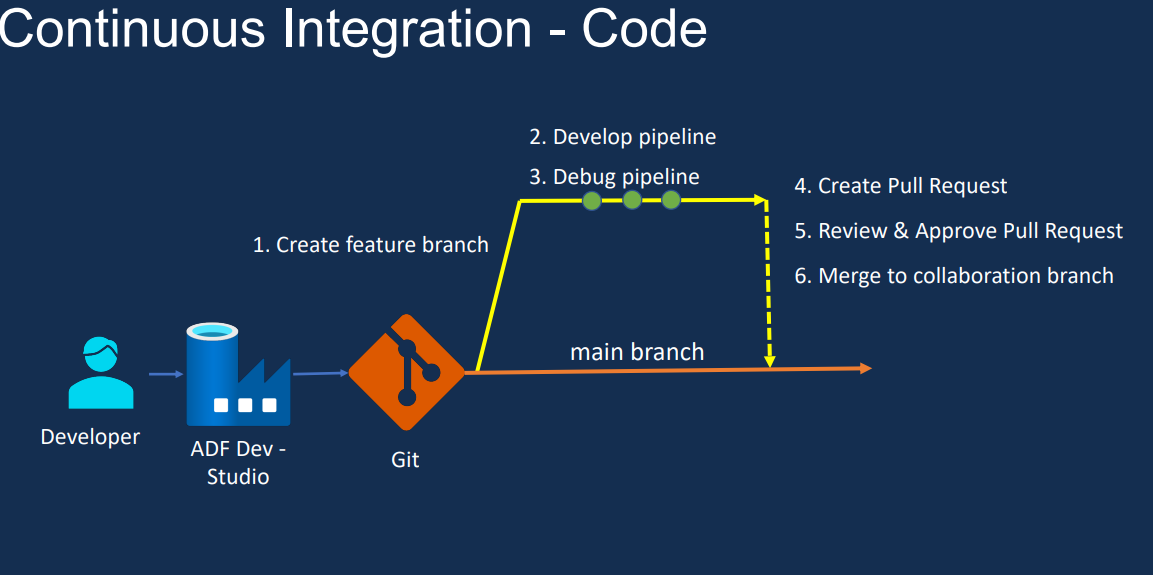 Continuous Integration - Code
2. Develop pipeline
3. Debug pipeline
4. Create Pull Request
5. Review & Approve Pull Request
6. Merge to collaboration branch
1. Create feature branch
main branch
Developer
ADF Dev -
Studio
Git